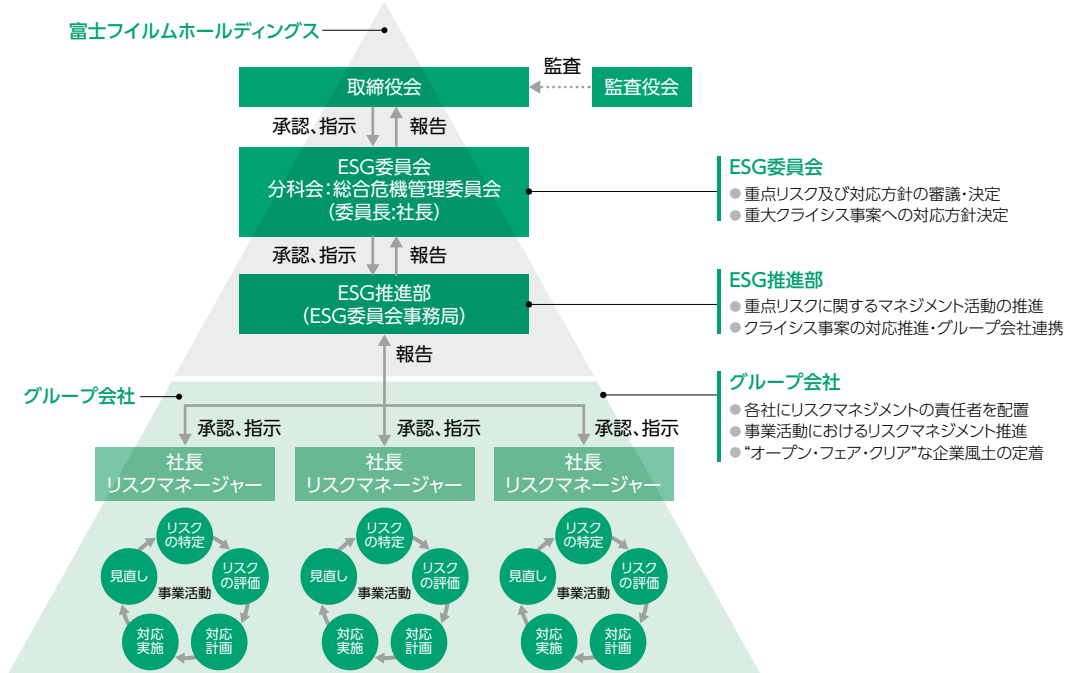 富士フイルムホールディングス
監査
取締役会
監査役会
承認、指示
報告
ESG委員会
分科会：総合危機管理委員会
（委員長:社長）
ESG委員会
● 重点リスク及び対応方針の審議・決定
● 重大クライシス事案への対応方針決定
承認、指示
報告
ESG推進部
（ESG委員会事務局）
ESG推進部
● 重点リスクに関するマネジメント活動の推進
● クライシス事案の対応推進・グループ会社連携
報告
グループ会社
グループ会社
● 各社にリスクマネジメントの責任者を配置
● 事業活動におけるリスクマネジメント推進
● “オープン・フェア・クリア”な企業風土の定着
承認、指示
承認、指示
承認、指示
社長
リスクマネージャー
社長
リスクマネージャー
社長
リスクマネージャー
リスク
の特定
リスク
の評価
対応
計画
対応
実施
見直し
事業活動
リスク
の特定
リスク
の評価
対応
計画
対応
実施
見直し
事業活動
リスク
の特定
リスク
の評価
対応
計画
対応
実施
見直し
事業活動